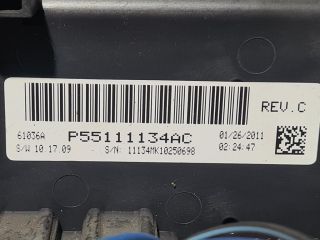 REV.C
61036A P55111134AC 01/26/2011
S/W 10.17.09 - S/N: 11134MK10250698 02:24:47